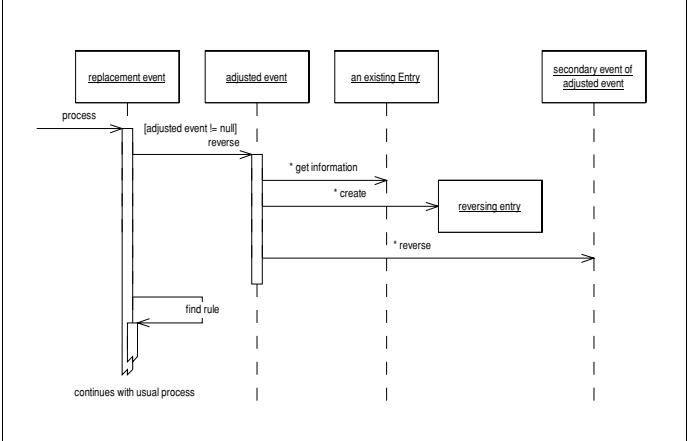 replacement event
adjusted event
an existing Entry
secondary event of
adjusted event
process
[adjusted event != null]
reverse
* get information
* create
reversing entry
* reverse
find rule
continues with usual process